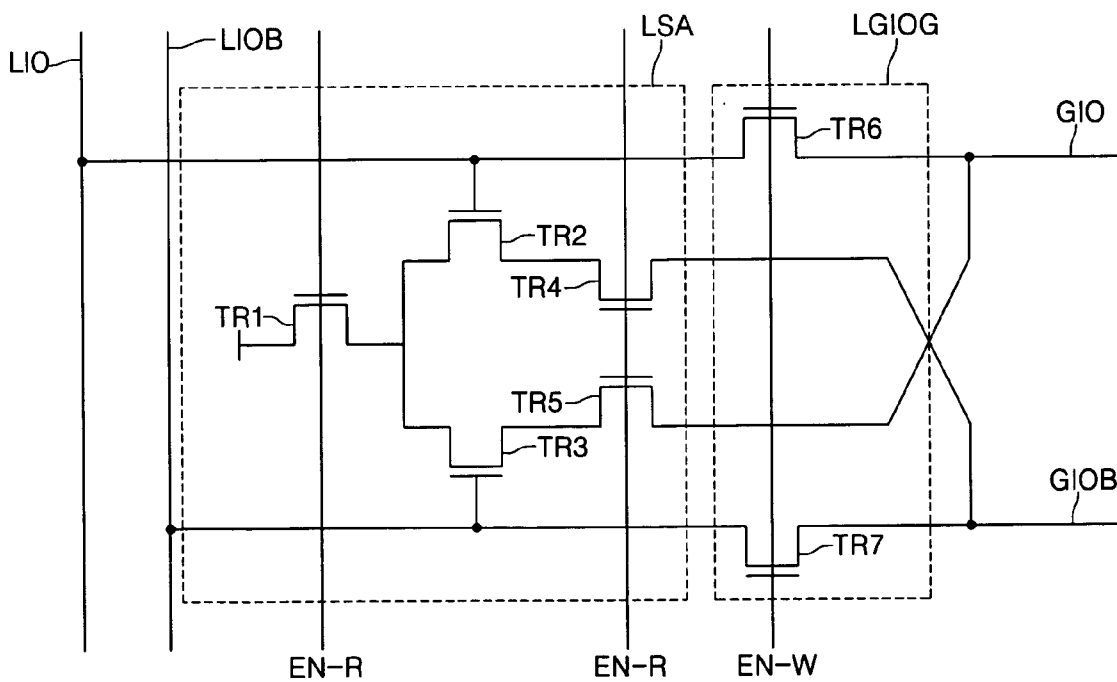 LSA
LGIOG
LIOB
LIO
GIO
TR6
TR2
TR4
TR1
TR5
TR3
GIOB
TR7
EN-R
EN-R
EN-W